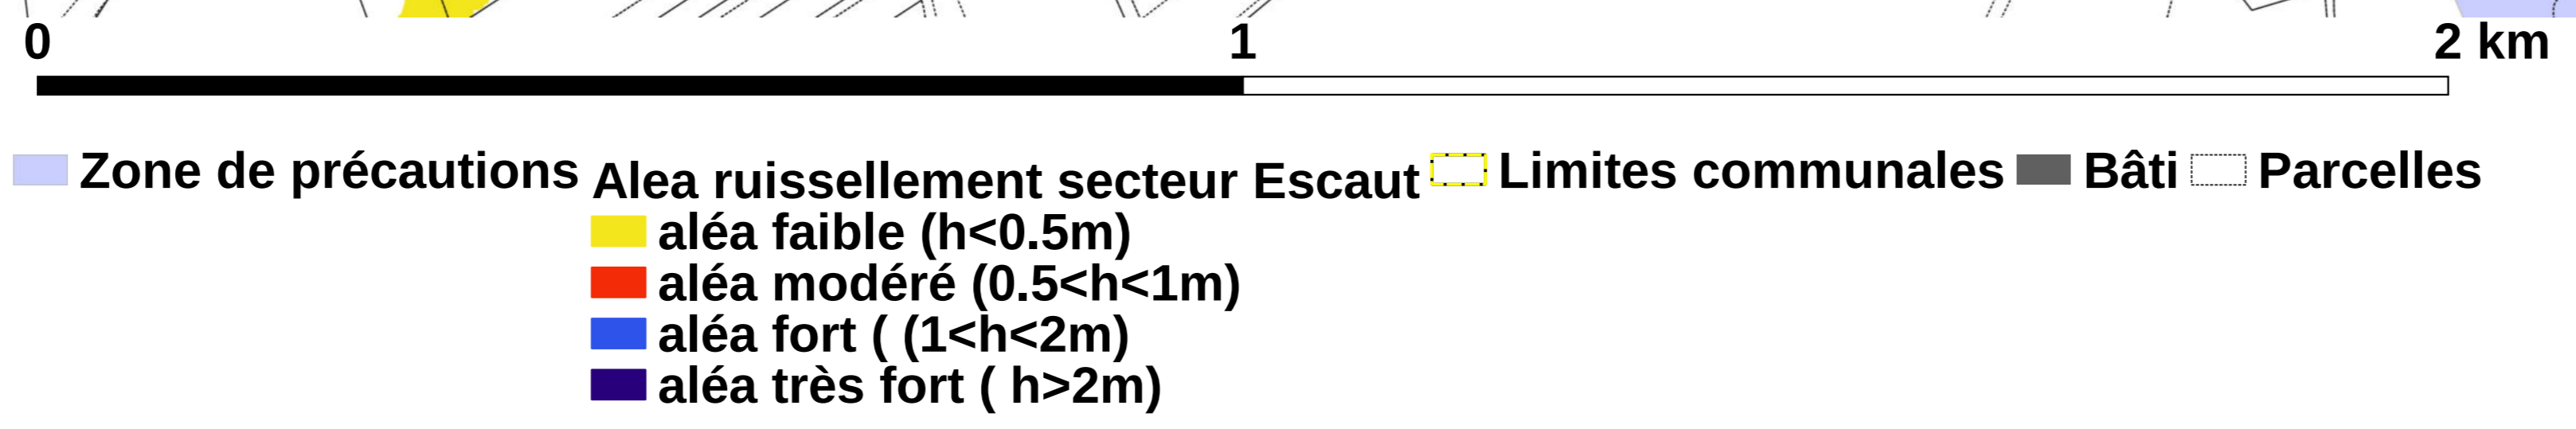 0 1 2 km
Zone de précautions Alea ruissellement secteur Escaut Limites communales Bâti Parcelles
aléa faible (h<0.5m)
aléa modéré (0.5<h<1m)
aléa fort ( (1<h<2m)
aléa très fort ( h>2m)